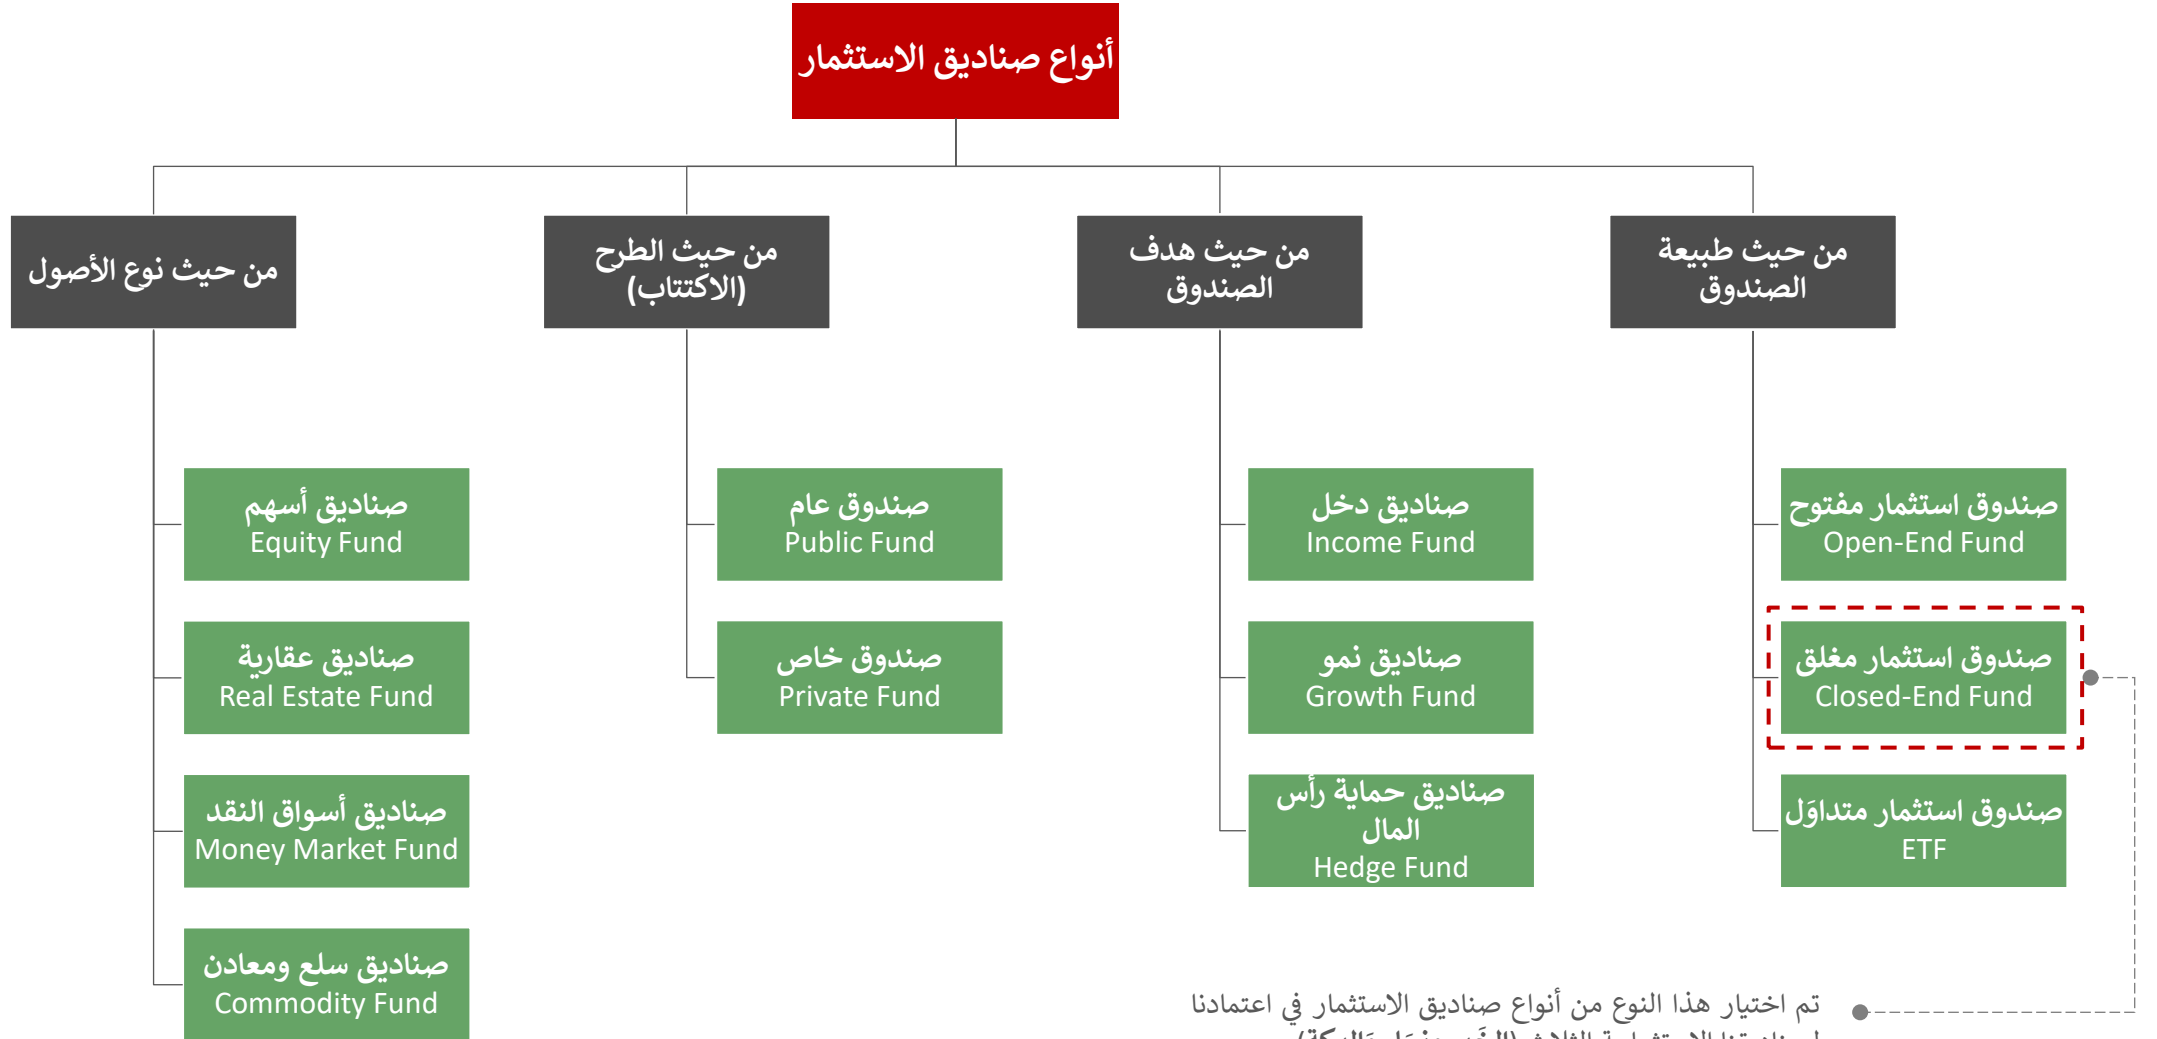 أنواع صناديق الاستثمار
من حيث طبيعة
الصندوق
صندوق استثمار مفتوح
Open-End Fund
صندوق استثمار مغلق
Closed-End Fund
صندوق استثمار متداوَل
ETF
من حيث هدف
الصندوق
صناديق دخل
Income Fund
صناديق نمو
Growth Fund
صناديق حماية رأس
المال
Hedge Fund
من حيث الطرح
(الاكتتاب)
صندوق عام
Public Fund
صندوق خاص
Private Fund
من حيث نوع الأصول
صناديق أسهم
Equity Fund
صناديق عقارية
Real Estate Fund
صناديق أسواق النقد
Money Market Fund
صناديق سلع ومعادن
Commodity Fund
تم اختيار هذا النوع من أنواع صناديق الاستثمار في اعتمادنا